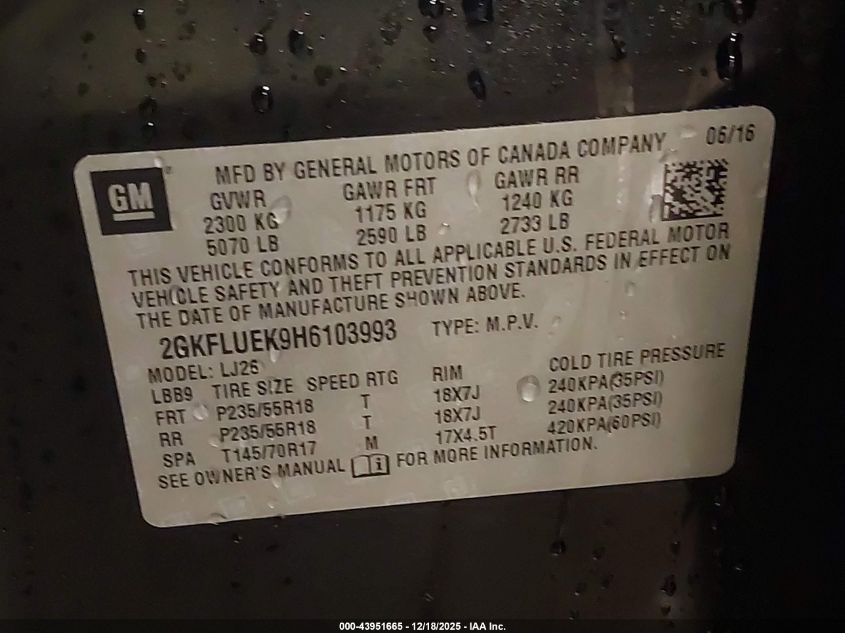 MFD BY GENERAL MOTORS OF CANADA COMPANY 06/16
GM
GVWR GAWR FRT GAWR RR
2300 KG 1175 KG 1240 KG
5070 LB 2590 LB 2733 LB
THIS VEHICLE CONFORMS TO ALL APPLICABLE U.S. FEDERAL MOTOR
VEHICLE SAFETY AND THEFT PREVENTION STANDARDS IN EFFECT ON
THE DATE OF MANUFACTURE SHOWN ABOVE.
2GKFLUEK9H6103993 TYPE: M.P.V.
MODEL: LJ26
LBB9 TIRE SIZE SPEED RTG RIM COLD TIRE PRESSURE
FRT P235/55R18 T 18X7J 240KPA(35PSI)
RR P235/55R18 T 18X7J 240KPA(35PSI)
SPA T145/70R17 M 17X4.5T 420KPA(60PSI)
SEE OWNER'S MANUAL FOR MORE INFORMATION.
000-43951665 - 12/18/2025 - IAA Inc.